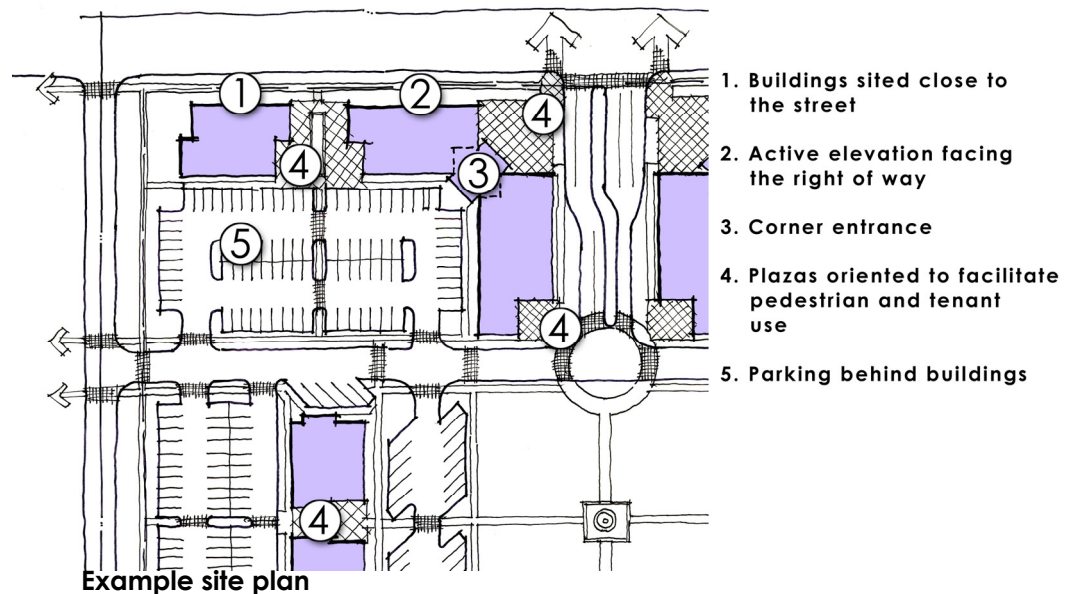 1
2
4
4
3
5
4
4
1. Buildings sited close to
the street
2. Active elevation facing
the right of way
3. Corner entrance
4. Plazas oriented to facilitate
pedestrian and tenant
use
5. Parking behind buildings
Example site plan